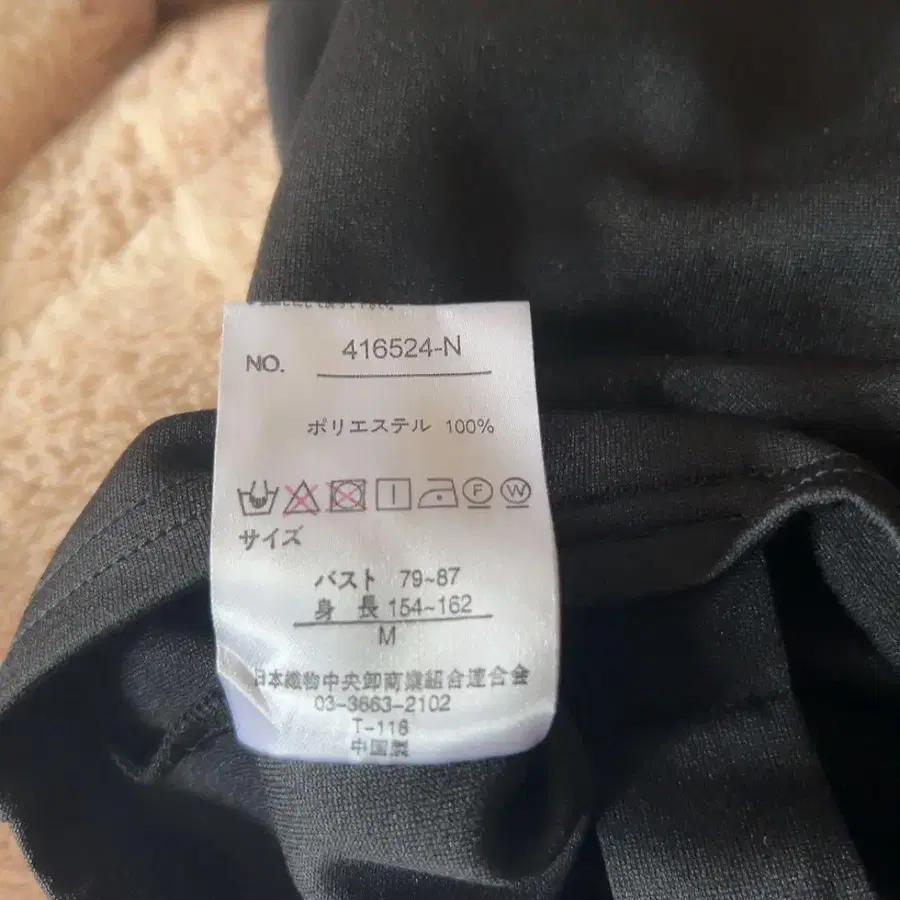 NO. 416524-N
ポリエステル 100%
F W
サイズ
バスト 79~87
身 長 154~162
M
日本織物中央卸商業組合連合会
03-3663-2102
T-116
中国製